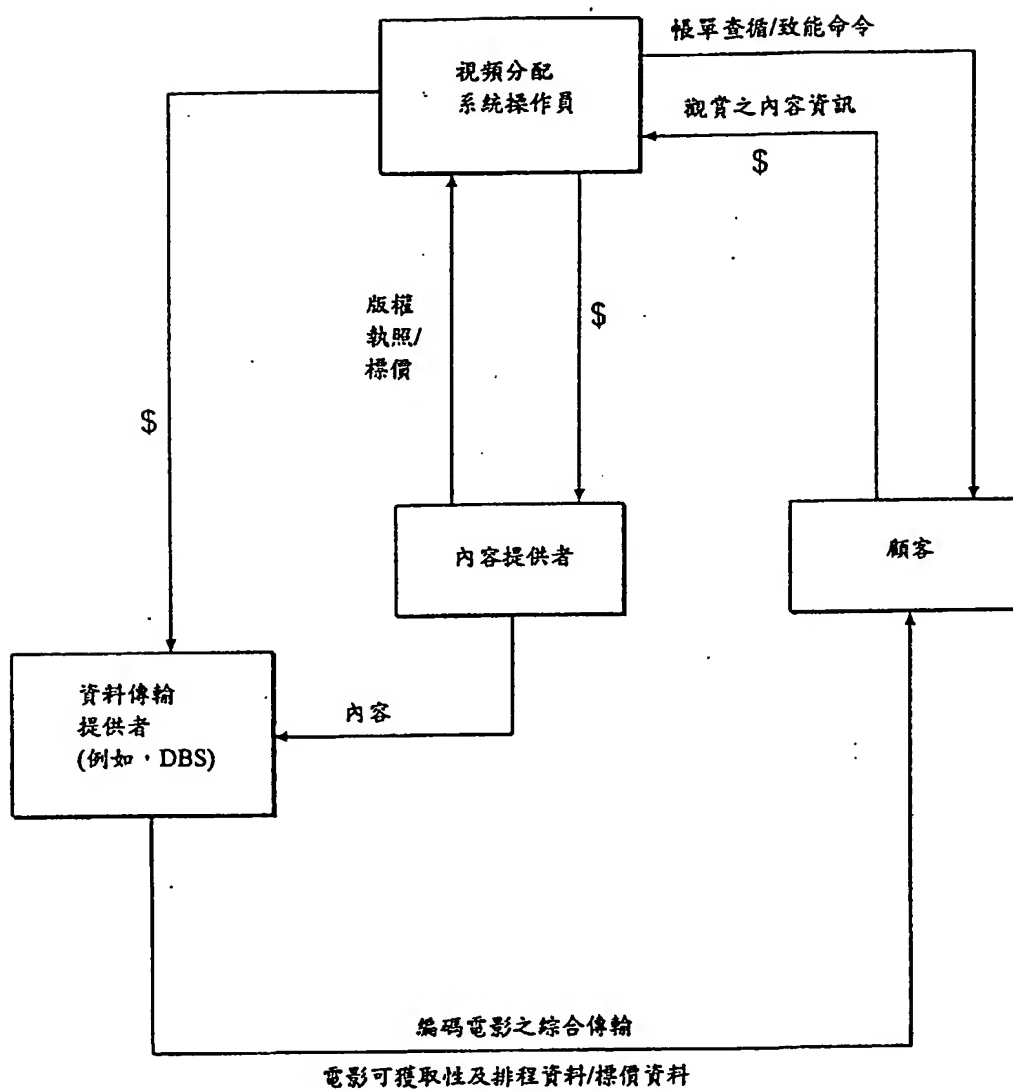 帳單查循/致能命令
視頻分配
系統操作員
觀賞之內容資訊
$
版權
執照/
標價
$
$
內容提供者
顧客
資料傳輸
提供者
(例如，DBS)
內容
編碼電影之綜合傳輸
電影可獲取性及排程資料/標價資料